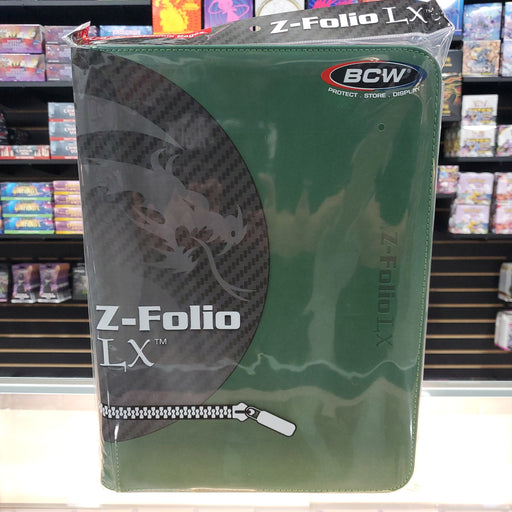 Z-Folio LX
BCW
PROTECT . STORE . DISPLAY
Z-Folio LX
Z-Folio
LX™